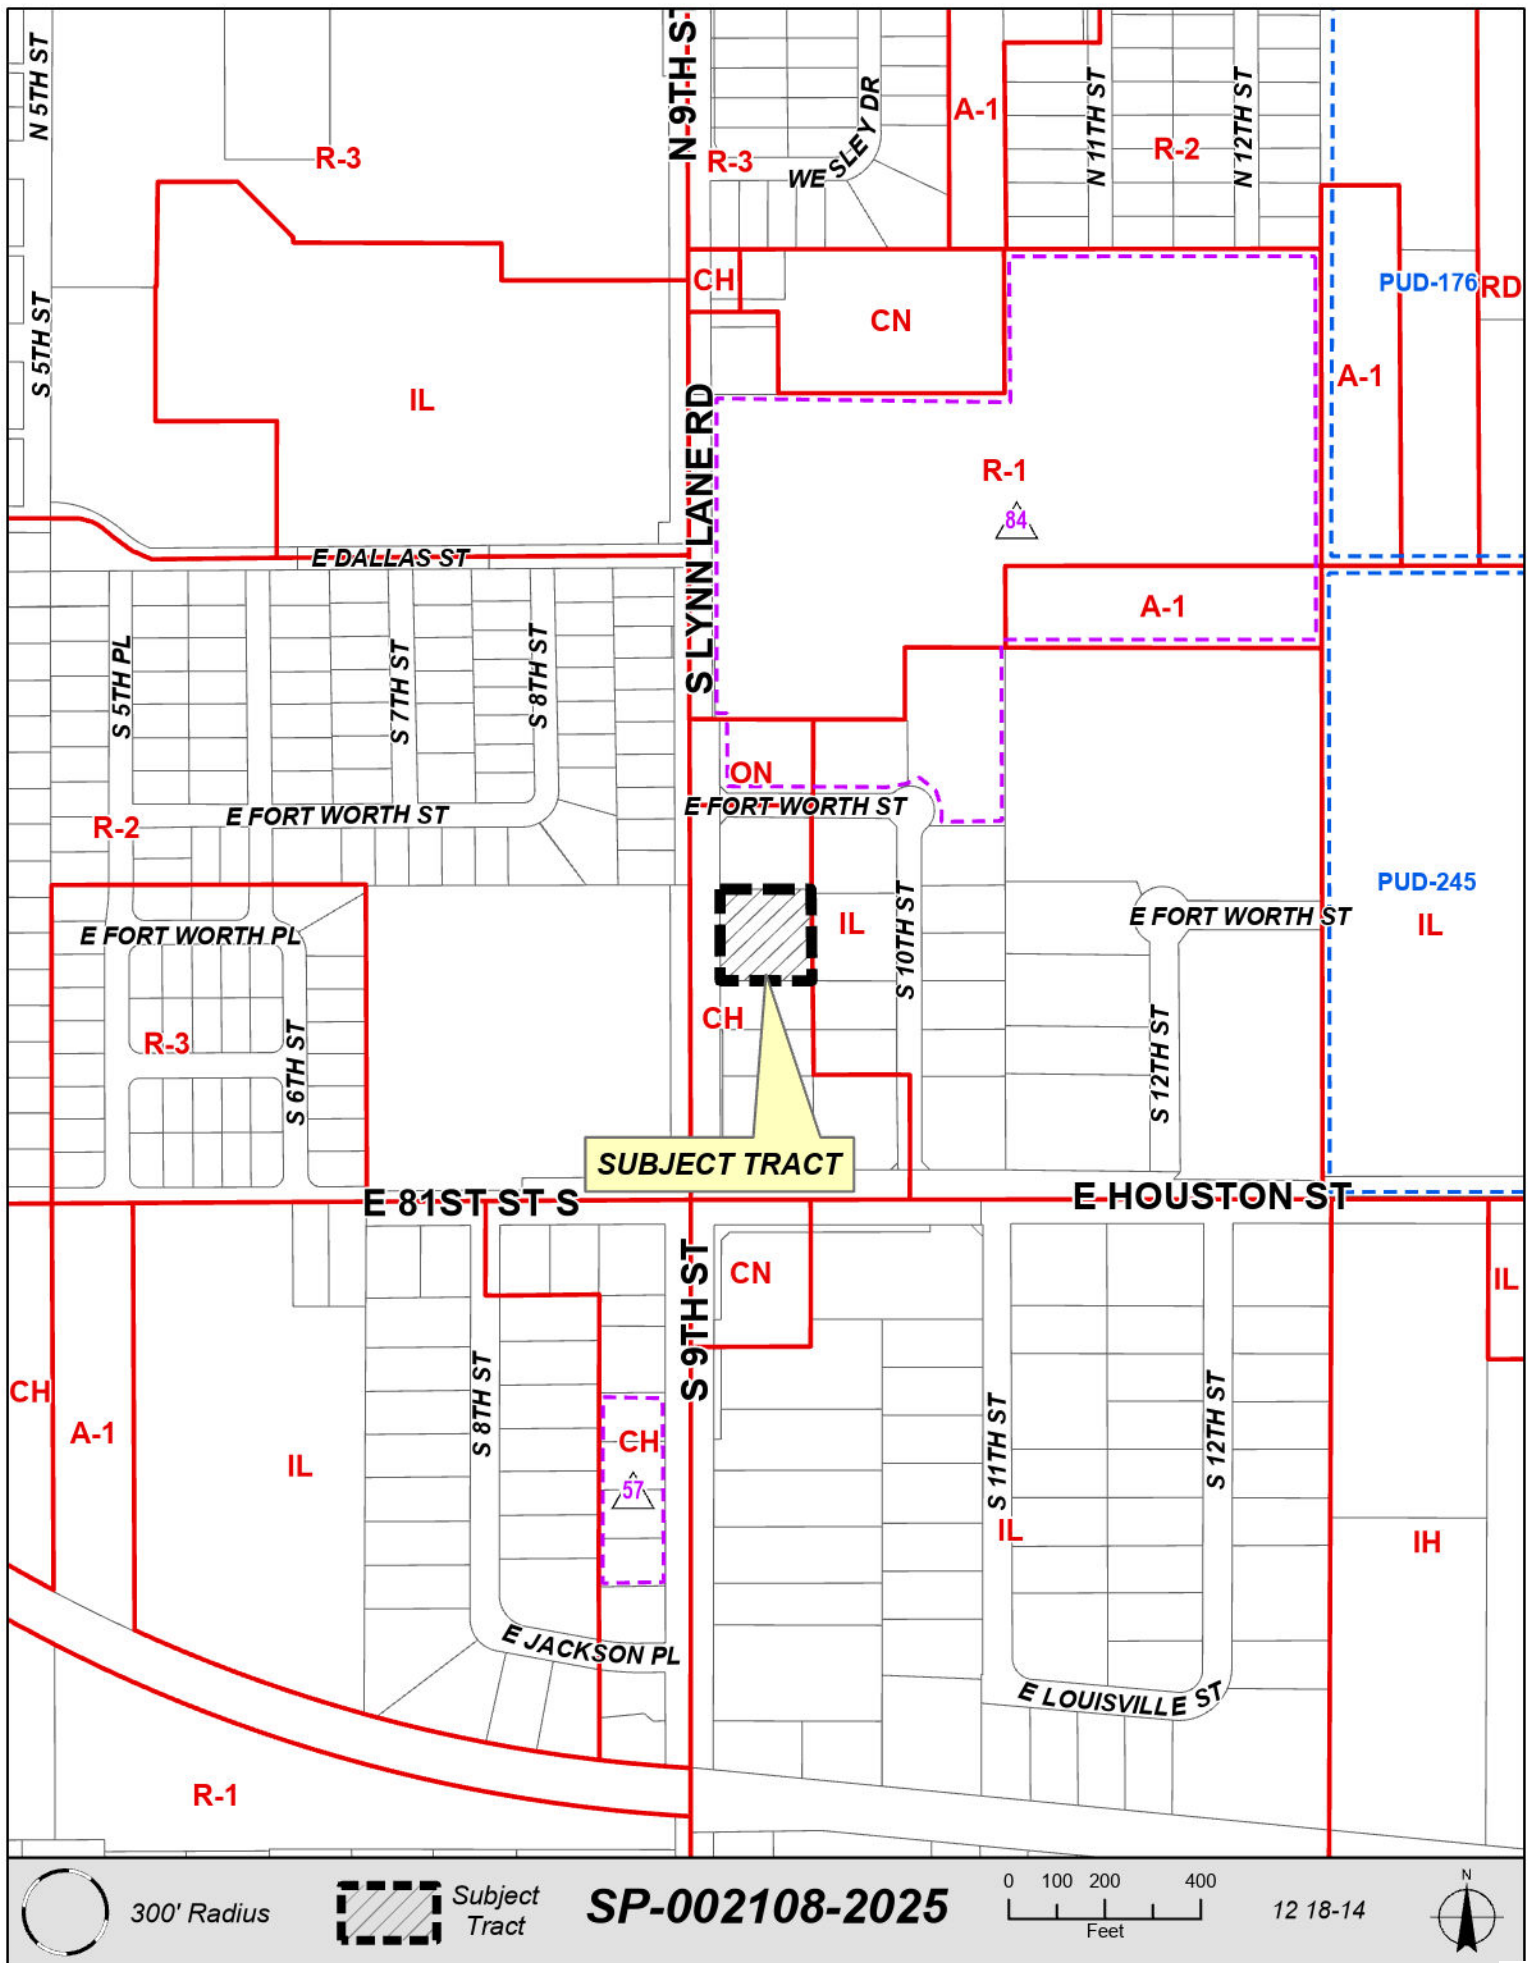 N 5TH ST
N 9TH ST
WESLEY DR
A-1
N 11TH ST
R-2
N 12TH ST
R-3
R-3
CH
CN
PUD-176
RD
S 5TH ST
IL
A-1
S LYNN LANE RD
R-1
84
E DALLAS ST
A-1
S 5TH PL
S 7TH ST
S 8TH ST
ON
E FORT WORTH ST
E FORT WORTH ST
R-2
PUD-245
IL
E FORT WORTH ST
E FORT WORTH PL
IL
S 10TH ST
CH
R-3
S 6TH ST
S 12TH ST
SUBJECT TRACT
E 81ST ST S
E HOUSTON ST
S 9TH ST
CN
IL
CH
A-1
IL
S 8TH ST
CH
57
S 11TH ST
S 12TH ST
IL
IH
E JACKSON PL
E LOUISVILLE ST
R-1
300' Radius
Subject
Tract
SP-002108-2025
0 100 200 400
Feet
12 18-14
N